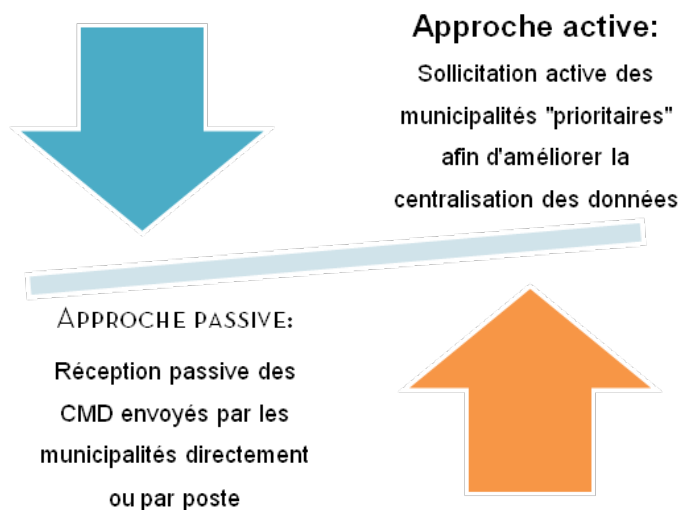 Approche active:
Sollicitation active des
municipalités "prioritaires"
afin d'améliorer la
centralisation des données
APPROCHE PASSIVE:
Réception passive des
CMD envoyés par les
municipalités directement
ou par poste